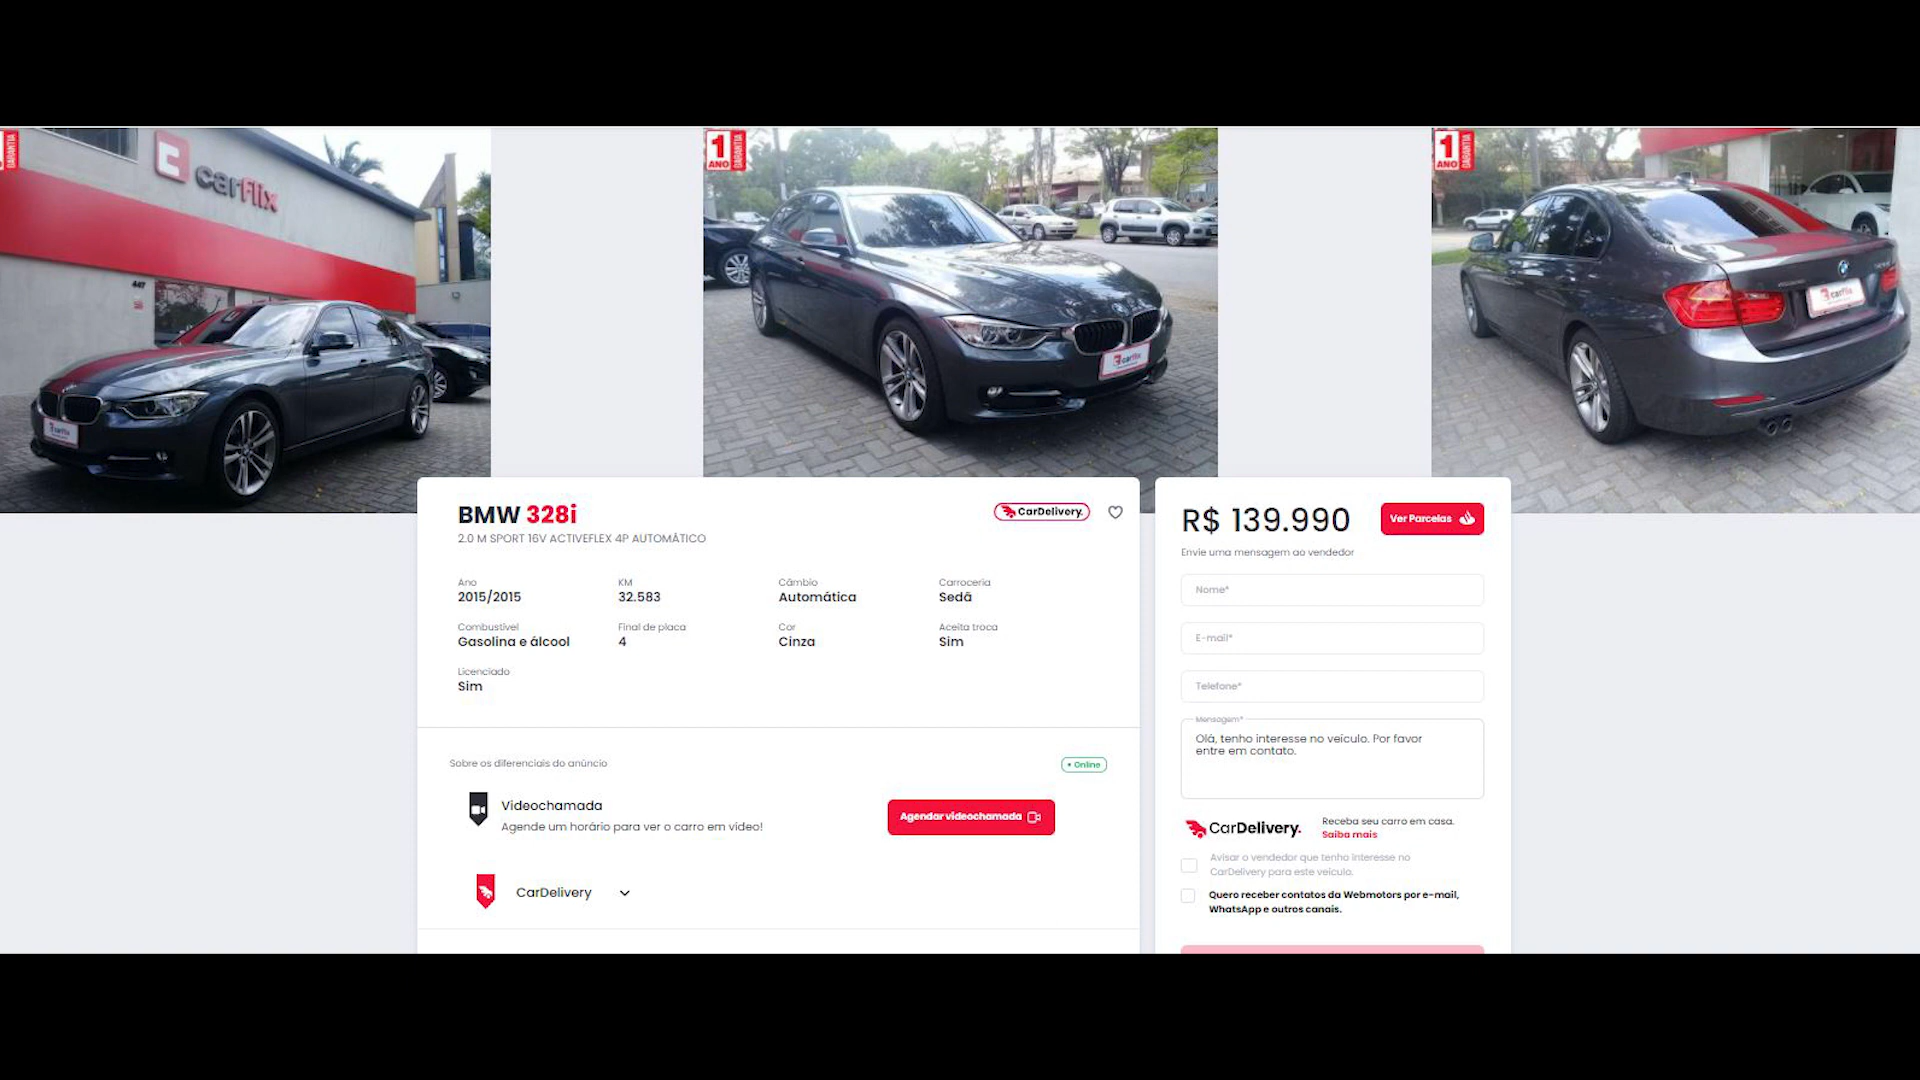 GARANTIA
carflix
447
carflix
1
ANO
GARANTIA
carflix
1
ANO
GARANTIA
carflix
BMW 328i
2.0 M SPORT 16V ACTIVEFLEX 4P AUTOMÁTICO
CarDelivery.
Ano
2015/2015
KM
32.583
Câmbio
Automática
Carroceria
Sedã
Combustível
Gasolina e álcool
Final de placa
4
Cor
Cinza
Aceita troca
Sim
Licenciado
Sim
Sobre os diferenciais do anúncio
Online
Videochamada
Agende um horário para ver o carro em vídeo!
Agendar videochamada
CarDelivery
R$ 139.990
Ver Parcelas
Envie uma mensagem ao vendedor
Nome*
E-mail*
Telefone*
Mensagem*
Olá, tenho interesse no veículo. Por favor
entre em contato.
CarDelivery.
Receba seu carro em casa.
Saiba mais
Avisar o vendedor que tenho interesse no
CarDelivery para este veículo.
Quero receber contatos da Webmotors por e-mail,
WhatsApp e outros canais.